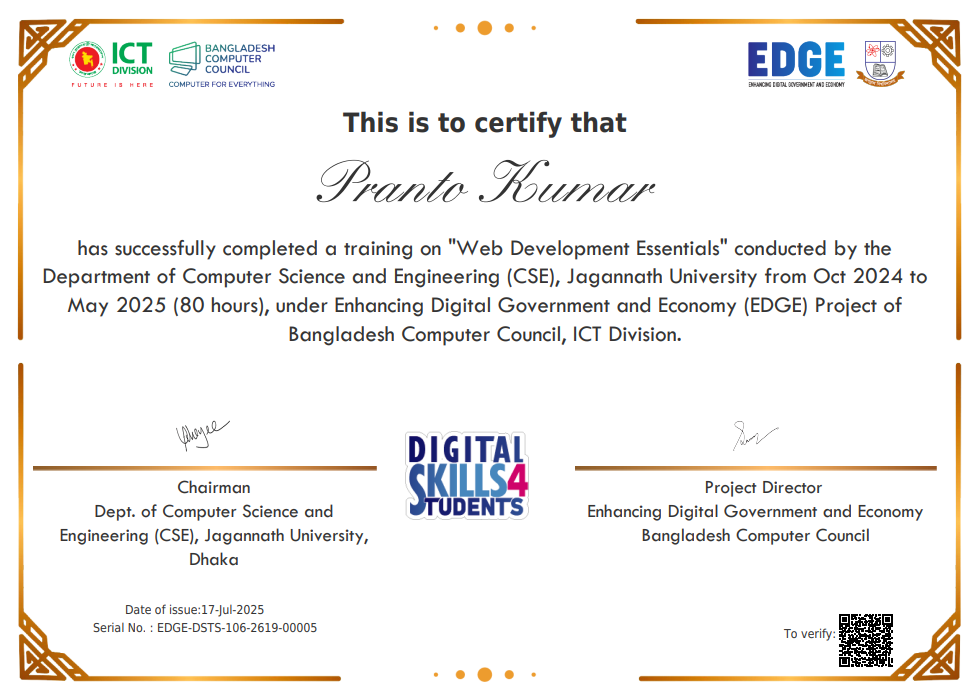 ICT
DIVISION
FUTURE IS HERE
BANGLADESH
COMPUTER
COUNCIL
COMPUTER FOR EVERYTHING
EDGE
ENHANCING DIGITAL GOVERNMENT AND ECONOMY
This is to certify that
Pranto Kumar
has successfully completed a training on "Web Development Essentials" conducted by the
Department of Computer Science and Engineering (CSE), Jagannath University from Oct 2024 to
May 2025 (80 hours), under Enhancing Digital Government and Economy (EDGE) Project of
Bangladesh Computer Council, ICT Division.
Chairman
Dept. of Computer Science and
Engineering (CSE), Jagannath University,
Dhaka
DIGITAL
SKILLS4
STUDENTS
Project Director
Enhancing Digital Government and Economy
Bangladesh Computer Council
Date of issue:17-Jul-2025
Serial No. : EDGE-DSTS-106-2619-00005
To verify: